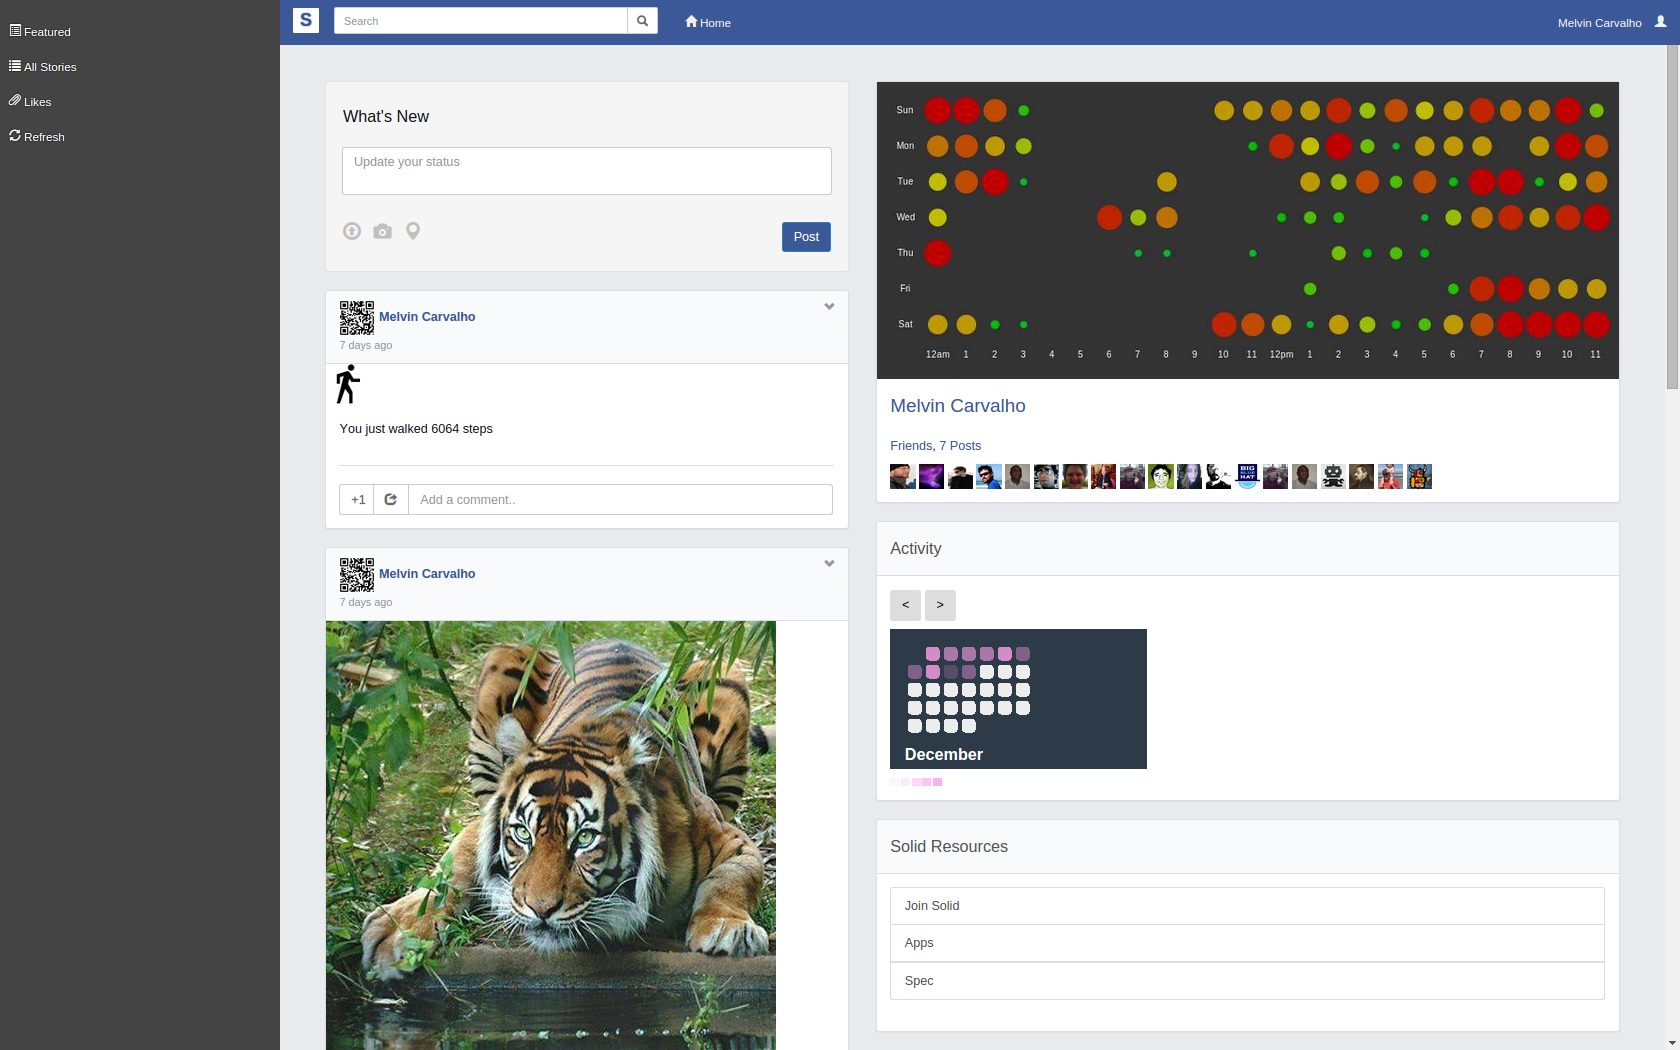 Featured
All Stories
Likes
Refresh
S
Search
Home
Melvin Carvalho
What's New
Update your status
Post
Melvin Carvalho
7 days ago
You just walked 6064 steps
+1
Add a comment..
Melvin Carvalho
7 days ago
Sun
Mon
Tue
Wed
Thu
Fri
Sat
12am 1 2 3 4 5 6 7 8 9 10 11 12pm 1 2 3 4 5 6 7 8 9 10 11
Melvin Carvalho
Friends, 7 Posts
BIG
HAT
Activity
< >
December
Solid Resources
Join Solid
Apps
Spec